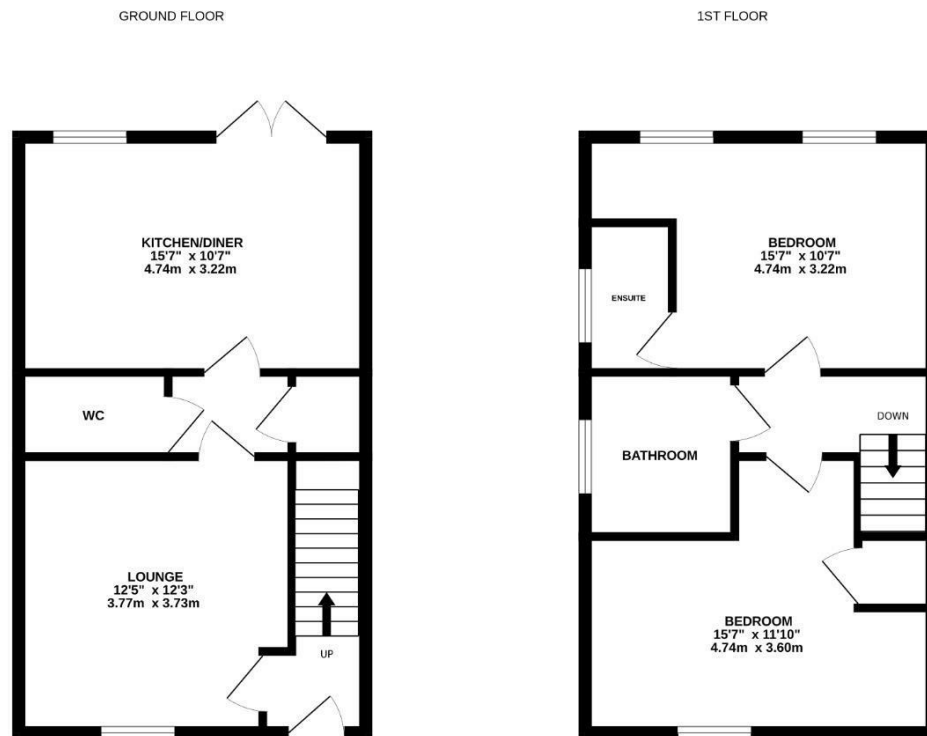 GROUND FLOOR
1ST FLOOR
KITCHEN/DINER
15'7" x 10'7"
4.74m x 3.22m
WC
LOUNGE
12'5" x 12'3"
3.77m x 3.73m
UP
BEDROOM
15'7" x 10'7"
4.74m x 3.22m
ENSUITE
BATHROOM
DOWN
BEDROOM
15'7" x 11'10"
4.74m x 3.60m